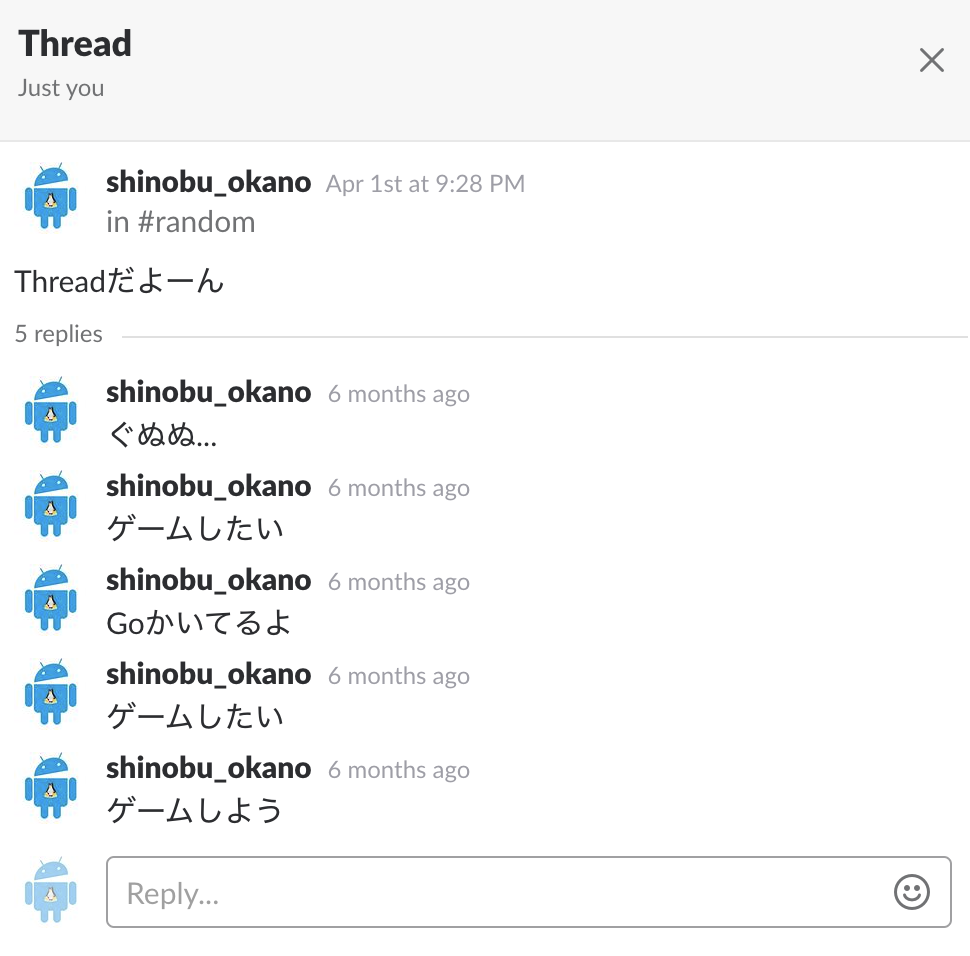 Thread
Just you
shinobu_okano Apr 1st at 9:28 PM
in #random
Threadだよーん
5 replies
shinobu_okano 6 months ago
ぐぬぬ...
shinobu_okano 6 months ago
ゲームしたい
shinobu_okano 6 months ago
Goかいてるよ
shinobu_okano 6 months ago
ゲームしたい
shinobu_okano 6 months ago
ゲームしよう
Reply...